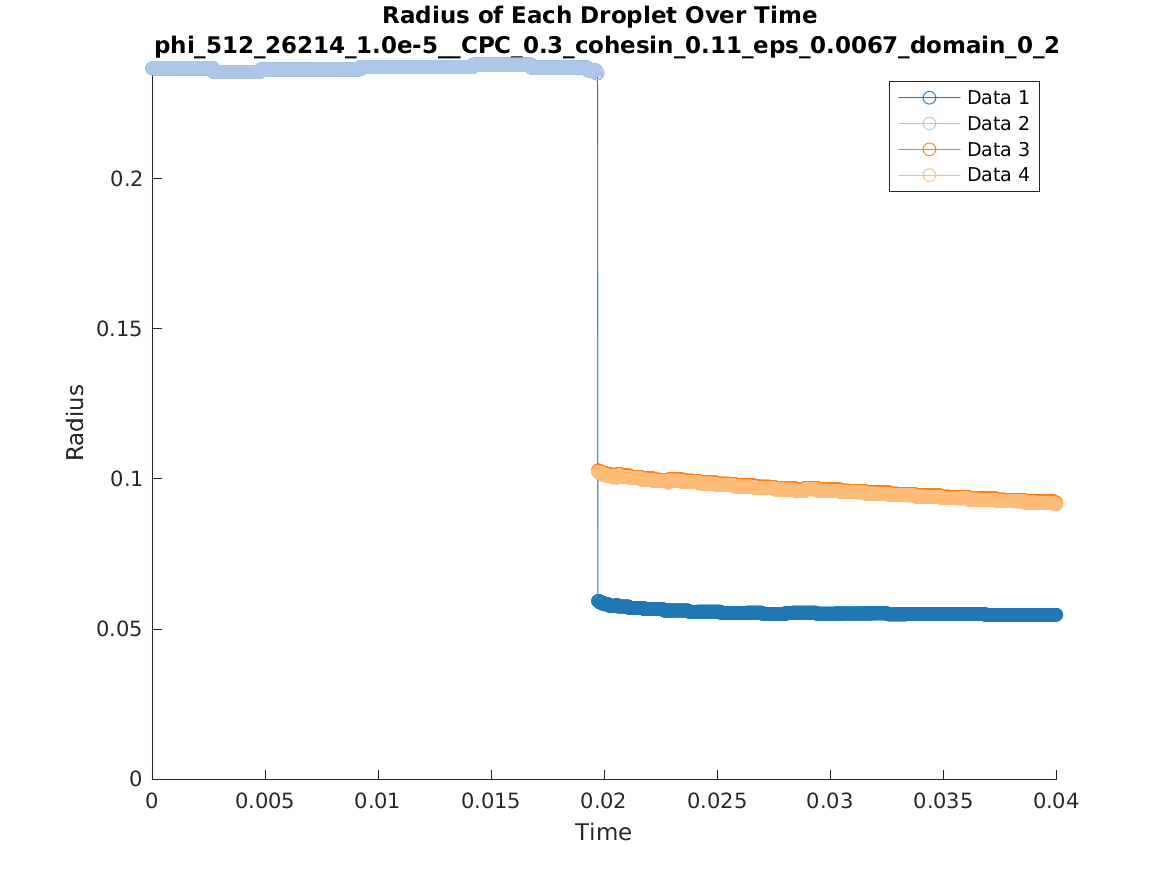 Radius of Each Droplet Over Time
phi_512_26214_1.0e-5__CPC_0.3_cohesin_0.11_eps_0.0067_domain_0_2
Data 1
Data 2
Data 3
Data 4
0.2
0.15
0.1
0.05
0
Radius
0
0.005
0.01
0.015
0.02
0.025
0.03
0.035
0.04
Time